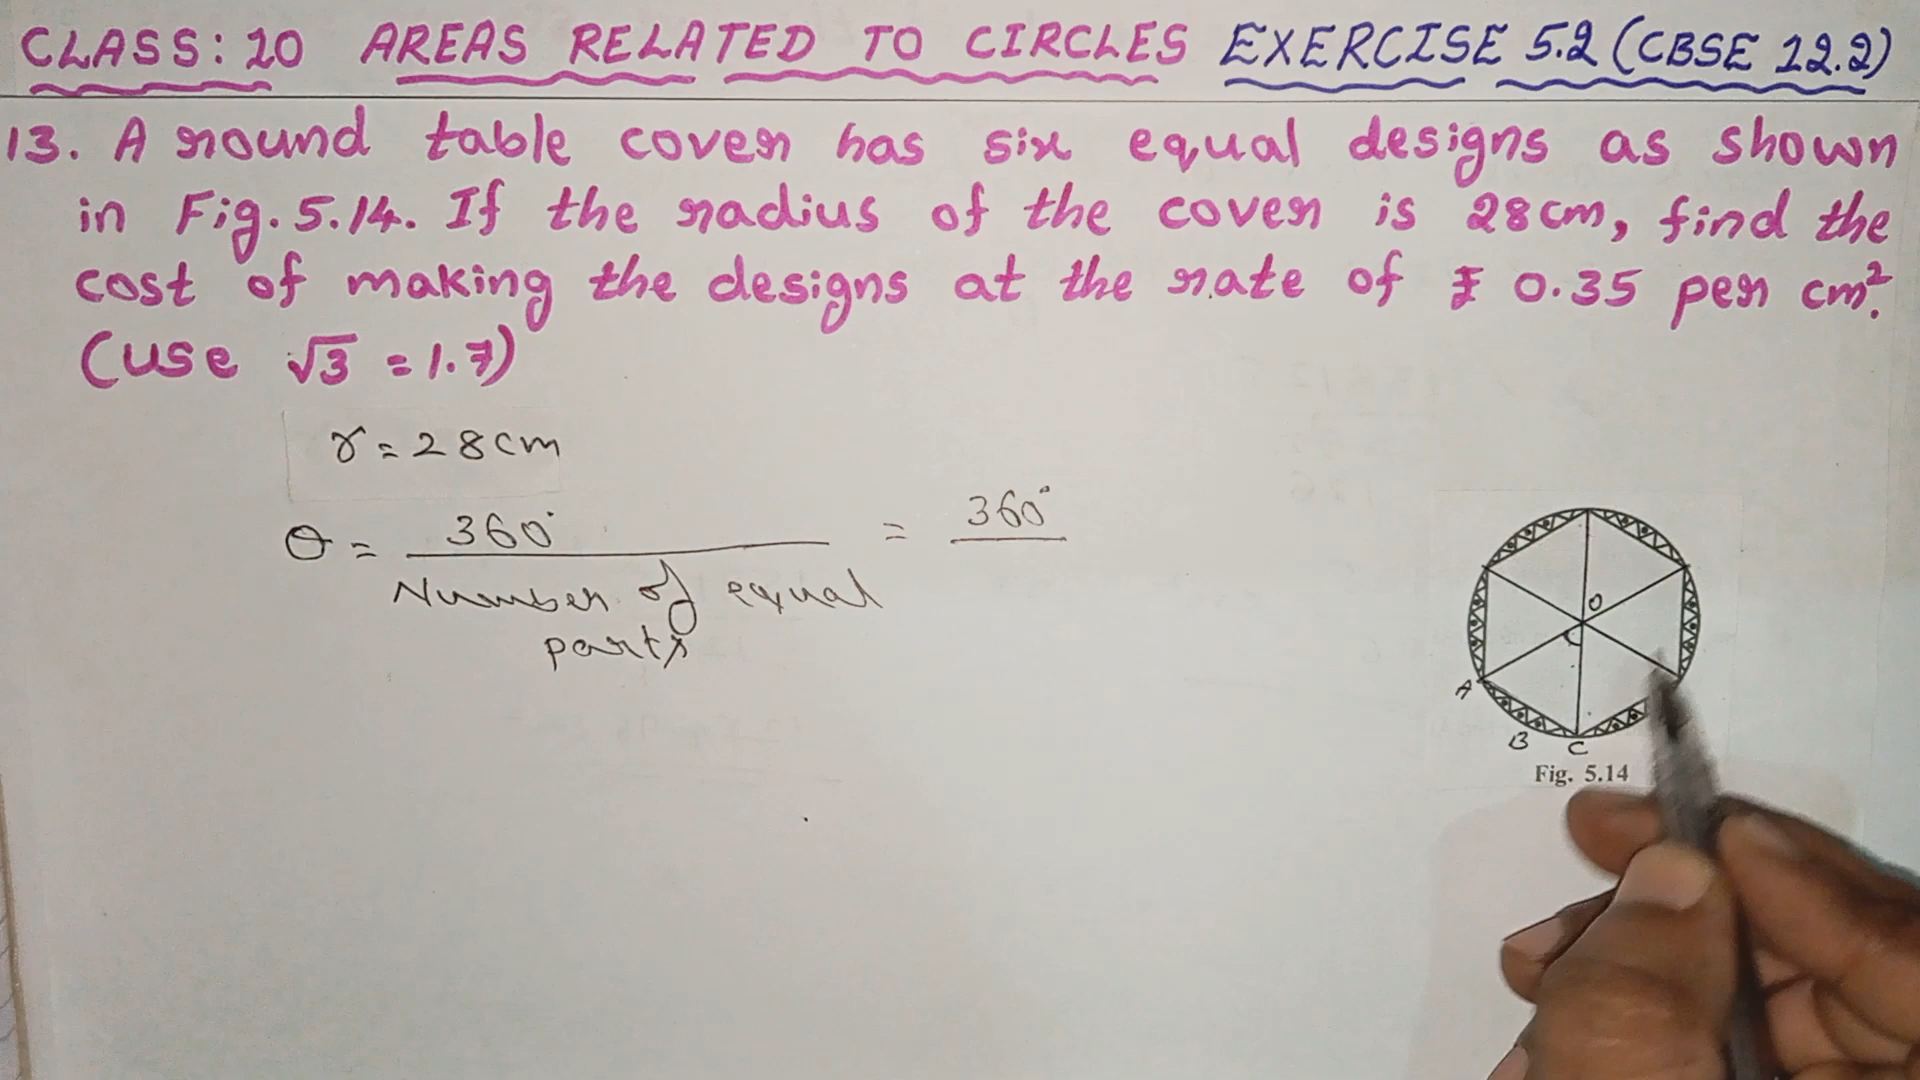 CLASS: 10 AREAS RELATED TO CIRCLES EXERCISE 5.2 (CBSE 12.2)
13. A round table cover has six equal designs as shown
in Fig. 5.14. If the radius of the cover is 28cm, find the
cost of making the designs at the rate of ₹ 0.35 per cm².
(use √3 = 1.7)
r = 28cm
θ = 360° / Number of equal parts = 360°
O
A
B
C
Fig. 5.14